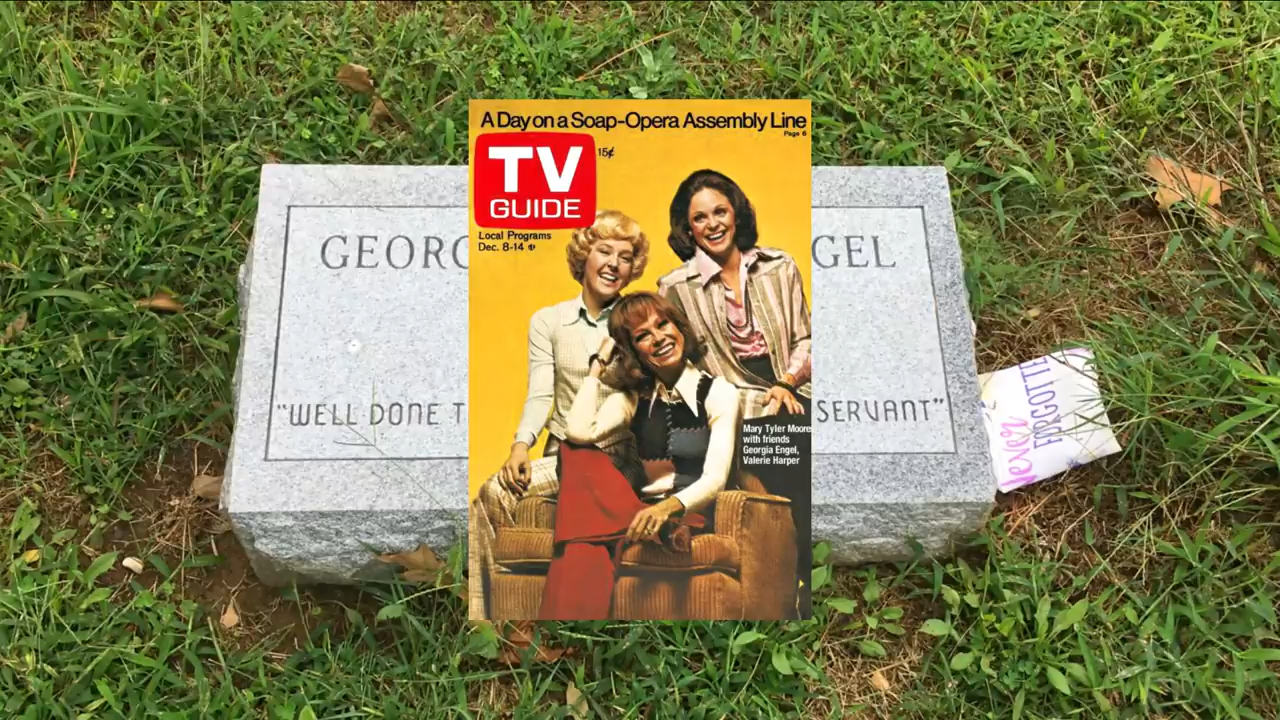 A Day on a Soap-Opera Assembly Line
Page 6
TV
GUIDE
15¢
Local Programs
Dec. 8-14
GEORG
GEL
"WELL DONE T
SERVANT"
Mary Tyler Moore
with friends
Georgia Engel,
Valerie Harper
Never
FORGOTTE